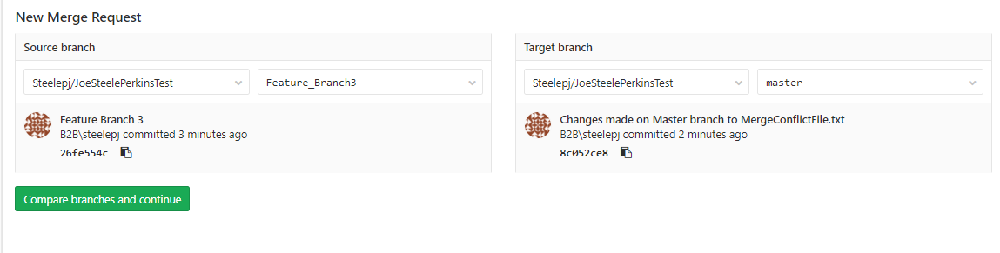 New Merge Request
Source branch
Steelepj/JoeSteelePerkinsTest
Feature_Branch3
Feature Branch 3
B2B\steelepj committed 3 minutes ago
26fe554c
Target branch
Steelepj/JoeSteelePerkinsTest
master
Changes made on Master branch to MergeConflictFile.txt
B2B\steelepj committed 2 minutes ago
8c052ce8
Compare branches and continue